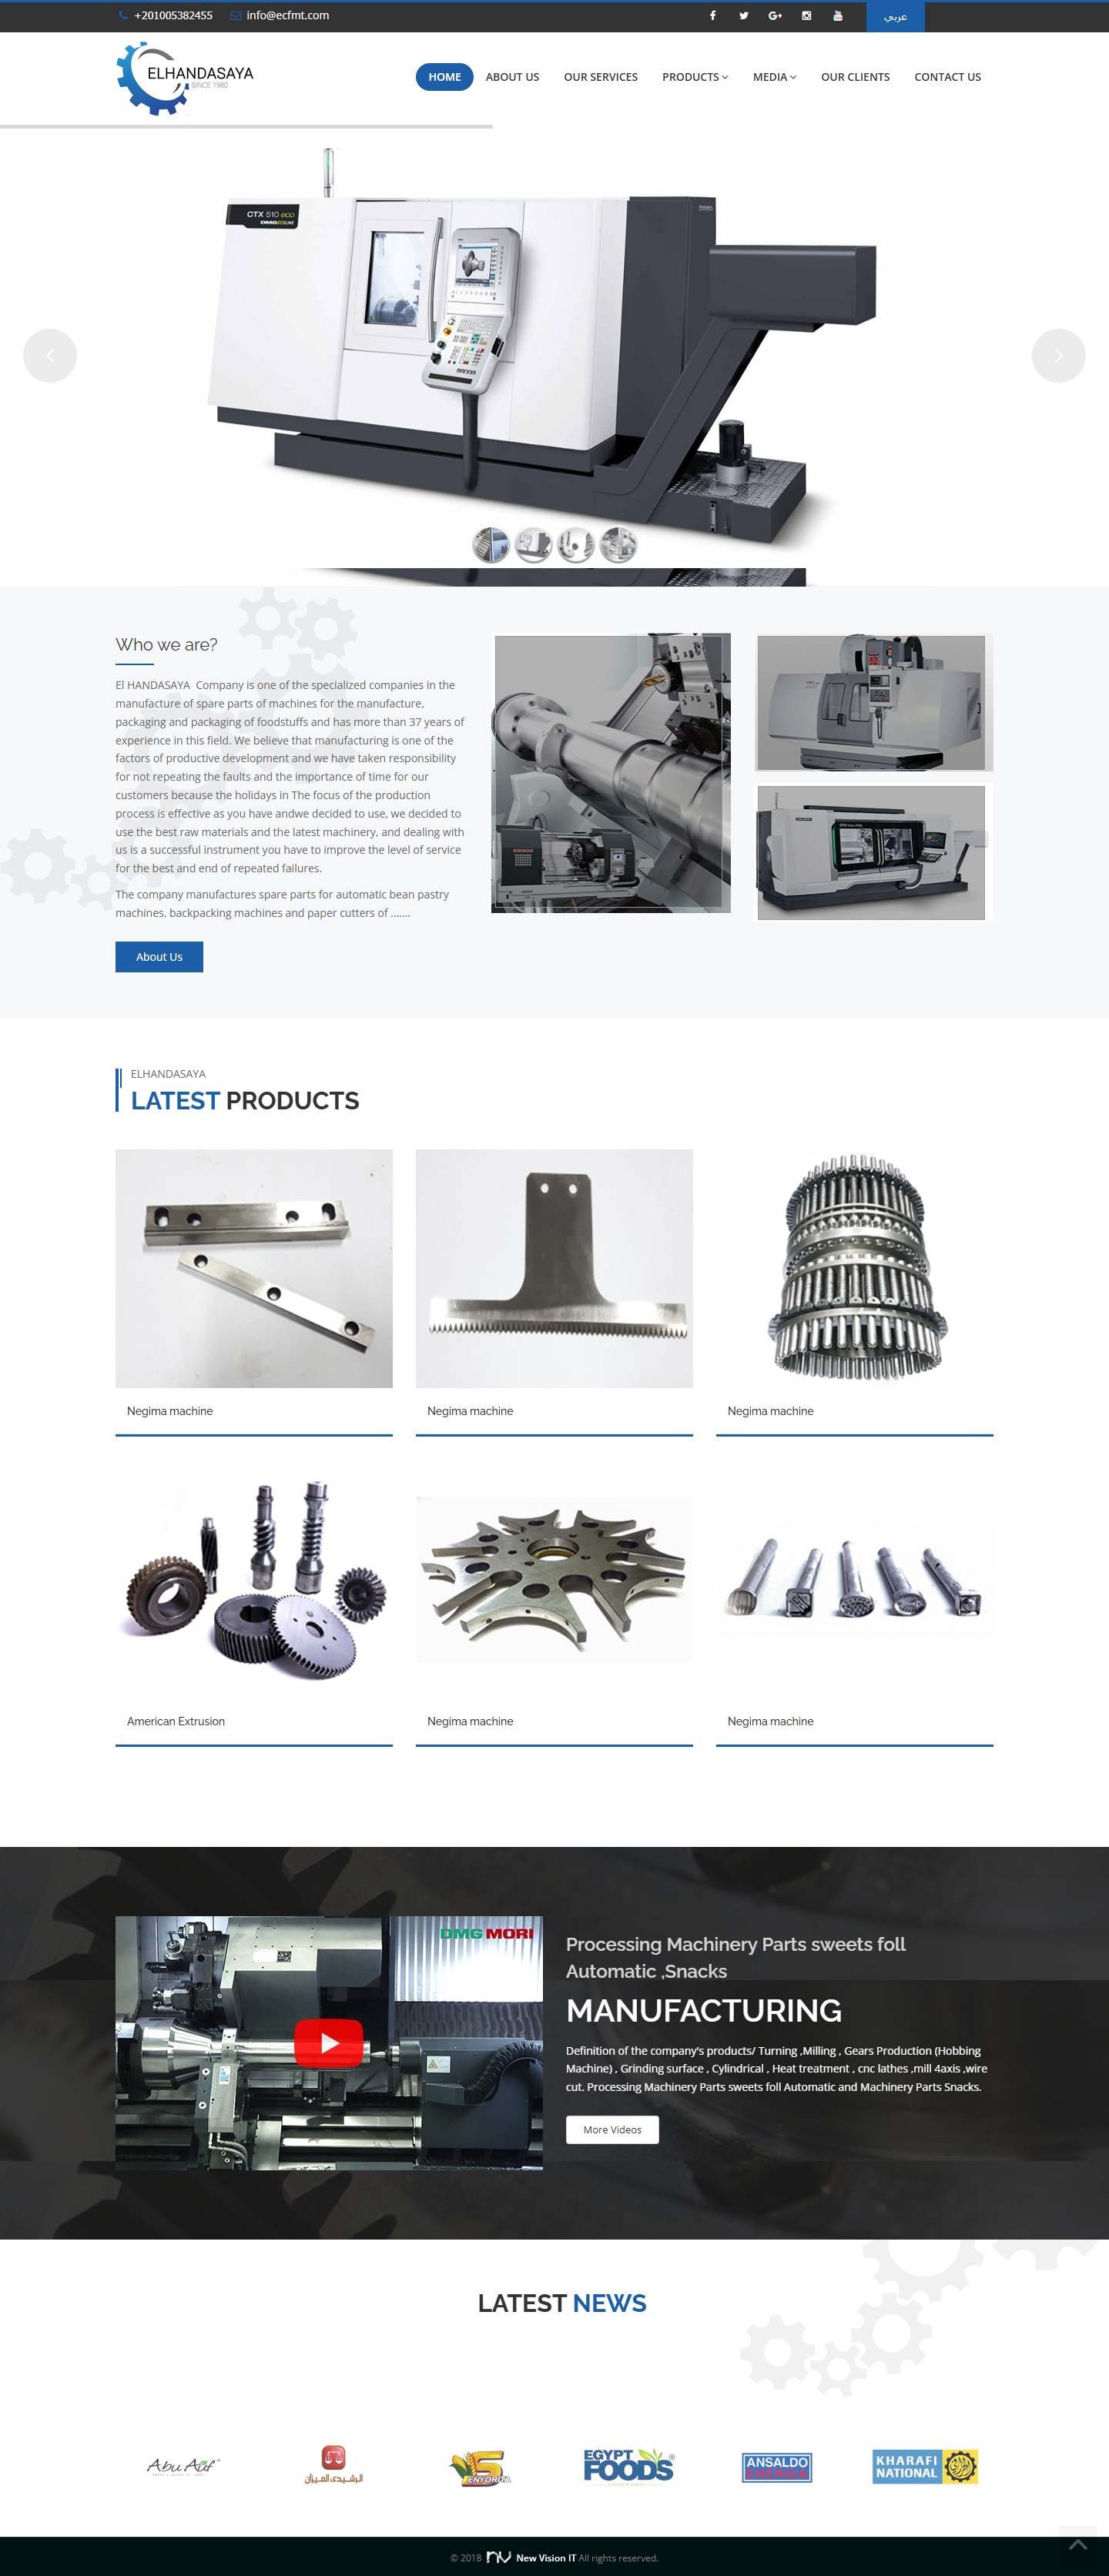 +201005382455 info@ecfmt.com عربي
ELHANDASAYA
SINCE 1980
HOME ABOUT US OUR SERVICES PRODUCTS MEDIA OUR CLIENTS CONTACT US
CTX 510 eco
DMG ECOLINE
Who we are?
El HANDASAYA Company is one of the specialized companies in the
manufacture of spare parts of machines for the manufacture,
packaging and packaging of foodstuffs and has more than 37 years of
experience in this field. We believe that manufacturing is one of the
factors of productive development and we have taken responsibility
for not repeating the faults and the importance of time for our
customers because the holidays in The focus of the production
process is effective as you have andwe decided to use, we decided to
use the best raw materials and the latest machinery, and dealing with
us is a successful instrument you have to improve the level of service
for the best and end of repeated failures.
The company manufactures spare parts for automatic bean pastry
machines, backpacking machines and paper cutters of .......
About Us
ELHANDASAYA
LATEST PRODUCTS
Negima machine
Negima machine
Negima machine
American Extrusion
Negima machine
Negima machine
DMG MORI
Processing Machinery Parts sweets foll
Automatic ,Snacks
MANUFACTURING
Definition of the company's products/ Turning ,Milling , Gears Production (Hobbing
Machine) , Grinding surface , Cylindrical , Heat treatment , cnc lathes ,mill 4axis ,wire
cut. Processing Machinery Parts sweets foll Automatic and Machinery Parts Snacks.
More Videos
LATEST NEWS
Abu Auf
الرشيدي الميزان
5 ENYORITA
EGYPT
FOODS
ANSALDO
ENERGIA
KHARAFI
NATIONAL
© 2018 NV New Vision IT All rights reserved.